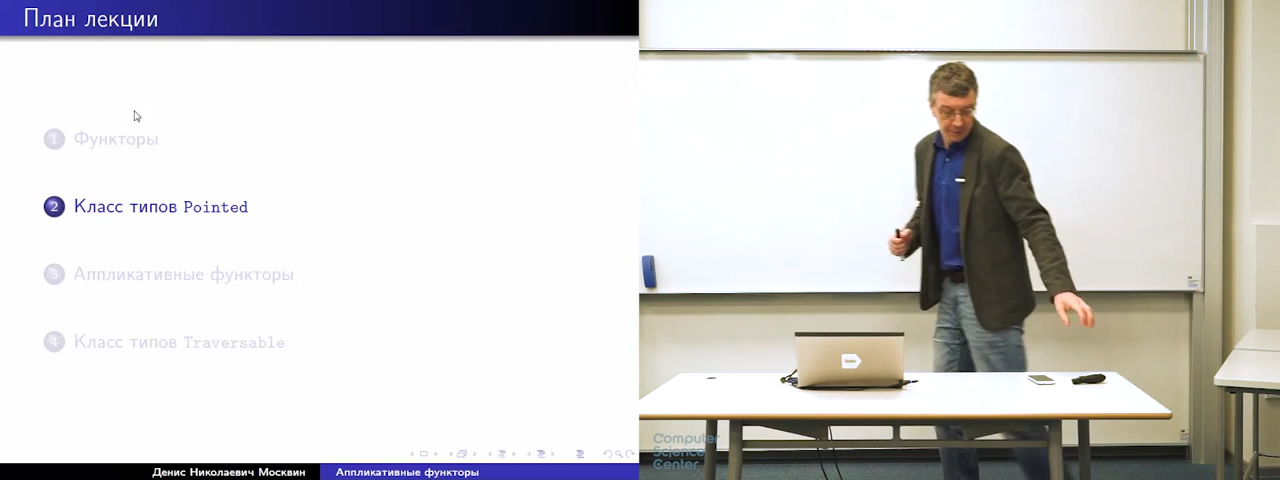 План лекции
1 Функторы
2 Класс типов Pointed
3 Аппликативные функторы
4 Класс типов Traversable
Денис Николаевич Москвин
Аппликативные функторы
Computer
Science
Center